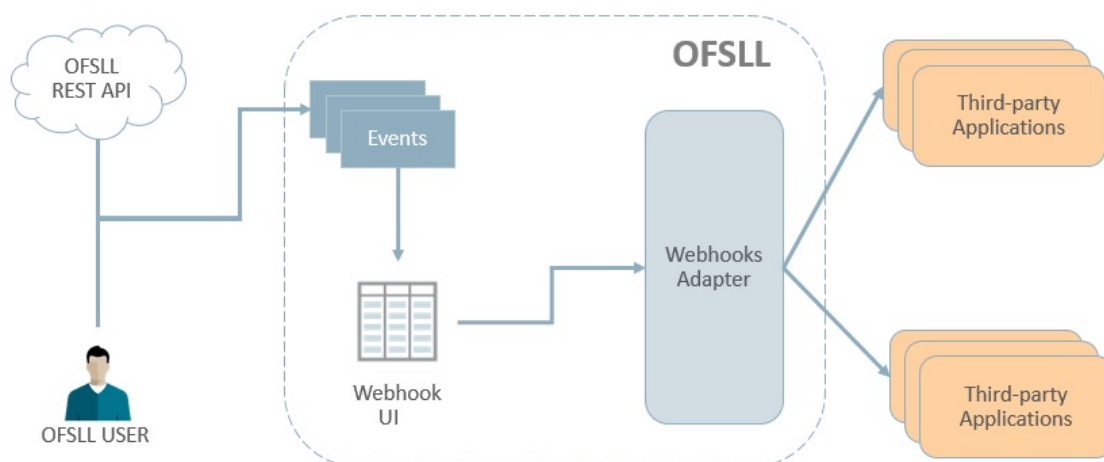 OFSLL
REST API
OFSLL USER
OFSLL
Events
Webhook
UI
Webhooks
Adapter
Third-party
Applications
Third-party
Applications